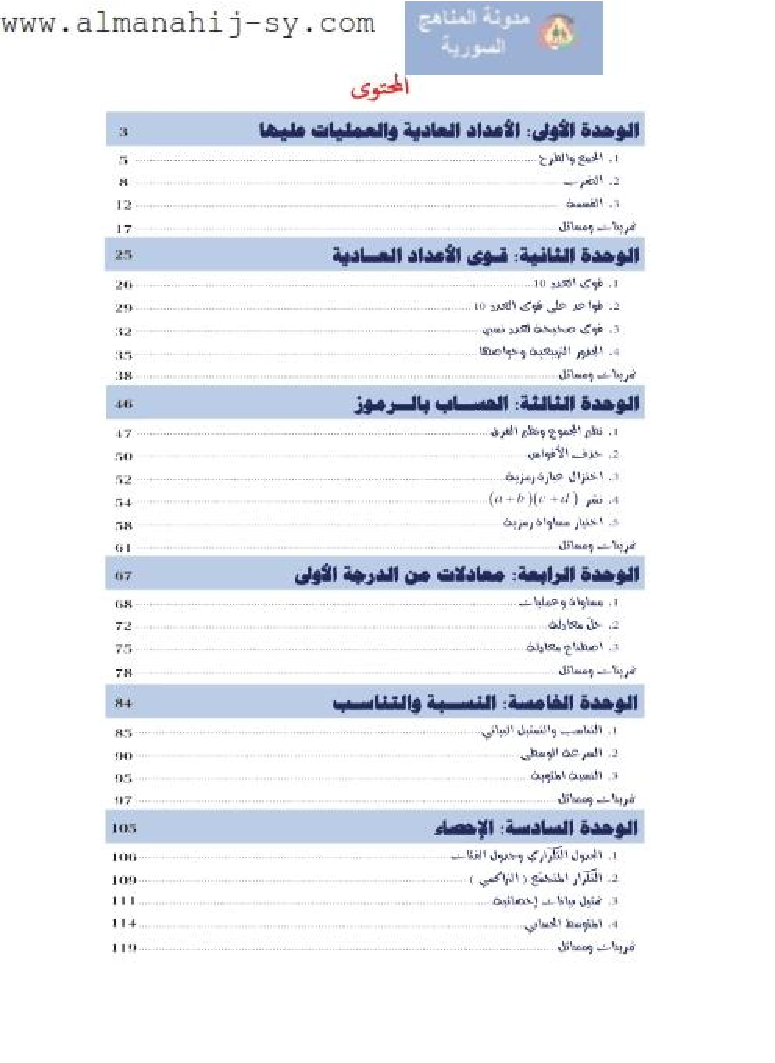 www.almanahij-sy.com
مدونة المناهج
السورية
المحتوى
الوحدة الأولى: الأعداد العادية والعمليات عليها 3
1. الجمع والطرح 5
2. الضرب 8
3. القسمة 12
تمرينات ومسائل 17
الوحدة الثانية: قوى الأعداد العادية 25
1. قوى العدد 10 26
2. قواعد على قوى العدد 10 29
3. قوى صحيحة لعدد نسبي 32
4. الجذور التربيعية وخواصها 35
تمرينات ومسائل 38
الوحدة الثالثة: الحساب بالرموز 46
1. نظير المجموع ونظير الفرق 47
2. حذف الأقواس 50
3. اختزال عبارة رمزية 52
4. نشر (a+b)(c+d) 54
5. اختبار مساواة رمزية 58
تمرينات ومسائل 61
الوحدة الرابعة: معادلات من الدرجة الأولى 67
1. مساواة وعمليات 68
2. حلّ معادلة 72
3. اصطناع معادلة 75
تمرينات ومسائل 78
الوحدة الخامسة: النسبة والتناسب 84
1. التناسب والتمثيل البياني 85
2. السرعة الوسطى 90
3. النسبة المئوية 95
تمرينات ومسائل 97
الوحدة السادسة: الإحصاء 105
1. الجدول التّكراري وجدول الفئات 106
2. التّكرار المتجمّع ( التراكمي ) 109
3. تمثيل بيانات إحصائية 111
4. المتوسط الحسابي 114
تمرينات ومسائل 119